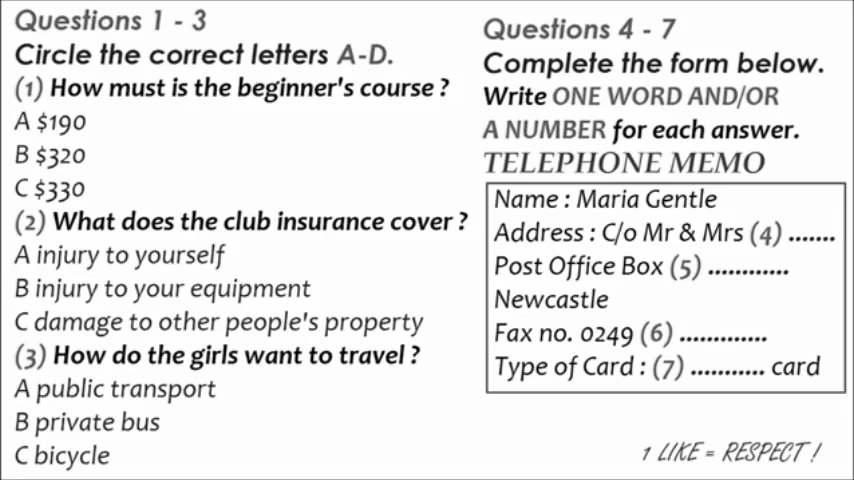 Questions 1 - 3
Circle the correct letters A-D.
(1) How must is the beginner's course ?
A $190
B $320
C $330
(2) What does the club insurance cover ?
A injury to yourself
B injury to your equipment
C damage to other people's property
(3) How do the girls want to travel ?
A public transport
B private bus
C bicycle
Questions 4 - 7
Complete the form below.
Write ONE WORD AND/OR
A NUMBER for each answer.
TELEPHONE MEMO
Name : Maria Gentle
Address : C/o Mr & Mrs (4) .......
Post Office Box (5) ............
Newcastle
Fax no. 0249 (6) .............
Type of Card : (7) ........... card
1 LIKE = RESPECT !